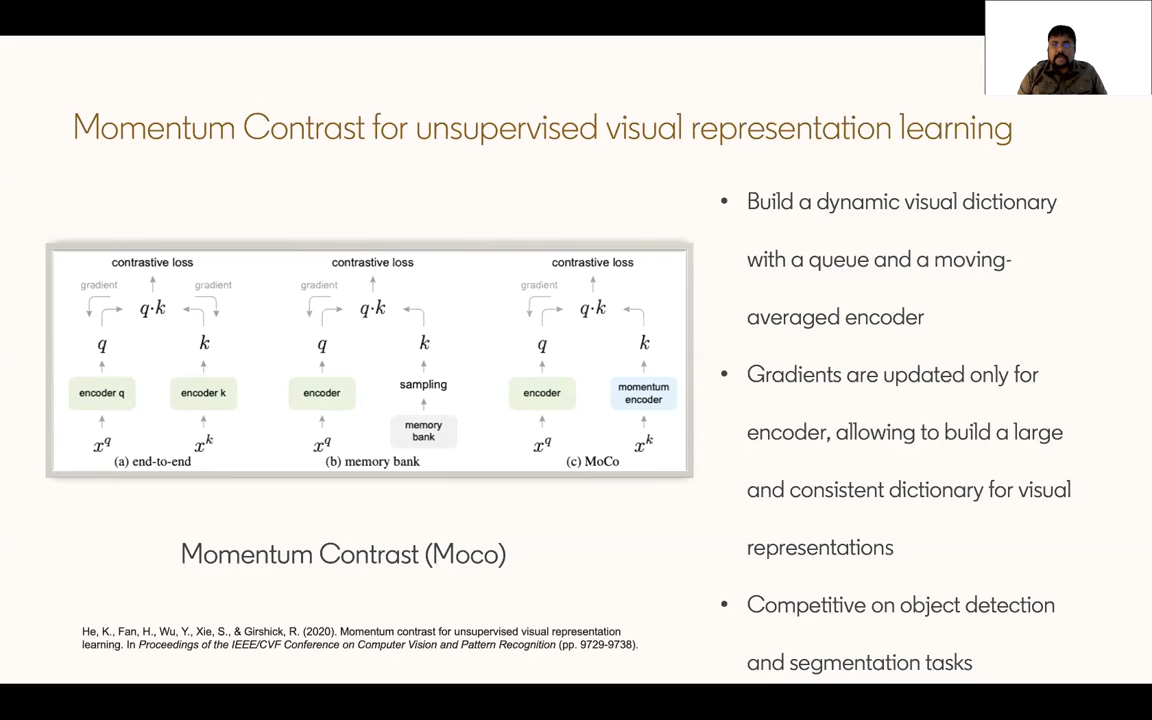 Momentum Contrast for unsupervised visual representation learning
contrastive loss
gradient gradient
q·k
q k
encoder q encoder k
x^q x^k
(a) end-to-end
contrastive loss
gradient
q·k
q k
sampling
encoder
memory
bank
x^q
(b) memory bank
contrastive loss
gradient
q·k
q k
encoder
momentum
encoder
x^q x^k
(c) MoCo
Momentum Contrast (Moco)
He, K., Fan, H., Wu, Y., Xie, S., & Girshick, R. (2020). Momentum contrast for unsupervised visual representation
learning. In Proceedings of the IEEE/CVF Conference on Computer Vision and Pattern Recognition (pp. 9729-9738).
• Build a dynamic visual dictionary
with a queue and a moving-
averaged encoder
• Gradients are updated only for
encoder, allowing to build a large
and consistent dictionary for visual
representations
• Competitive on object detection
and segmentation tasks